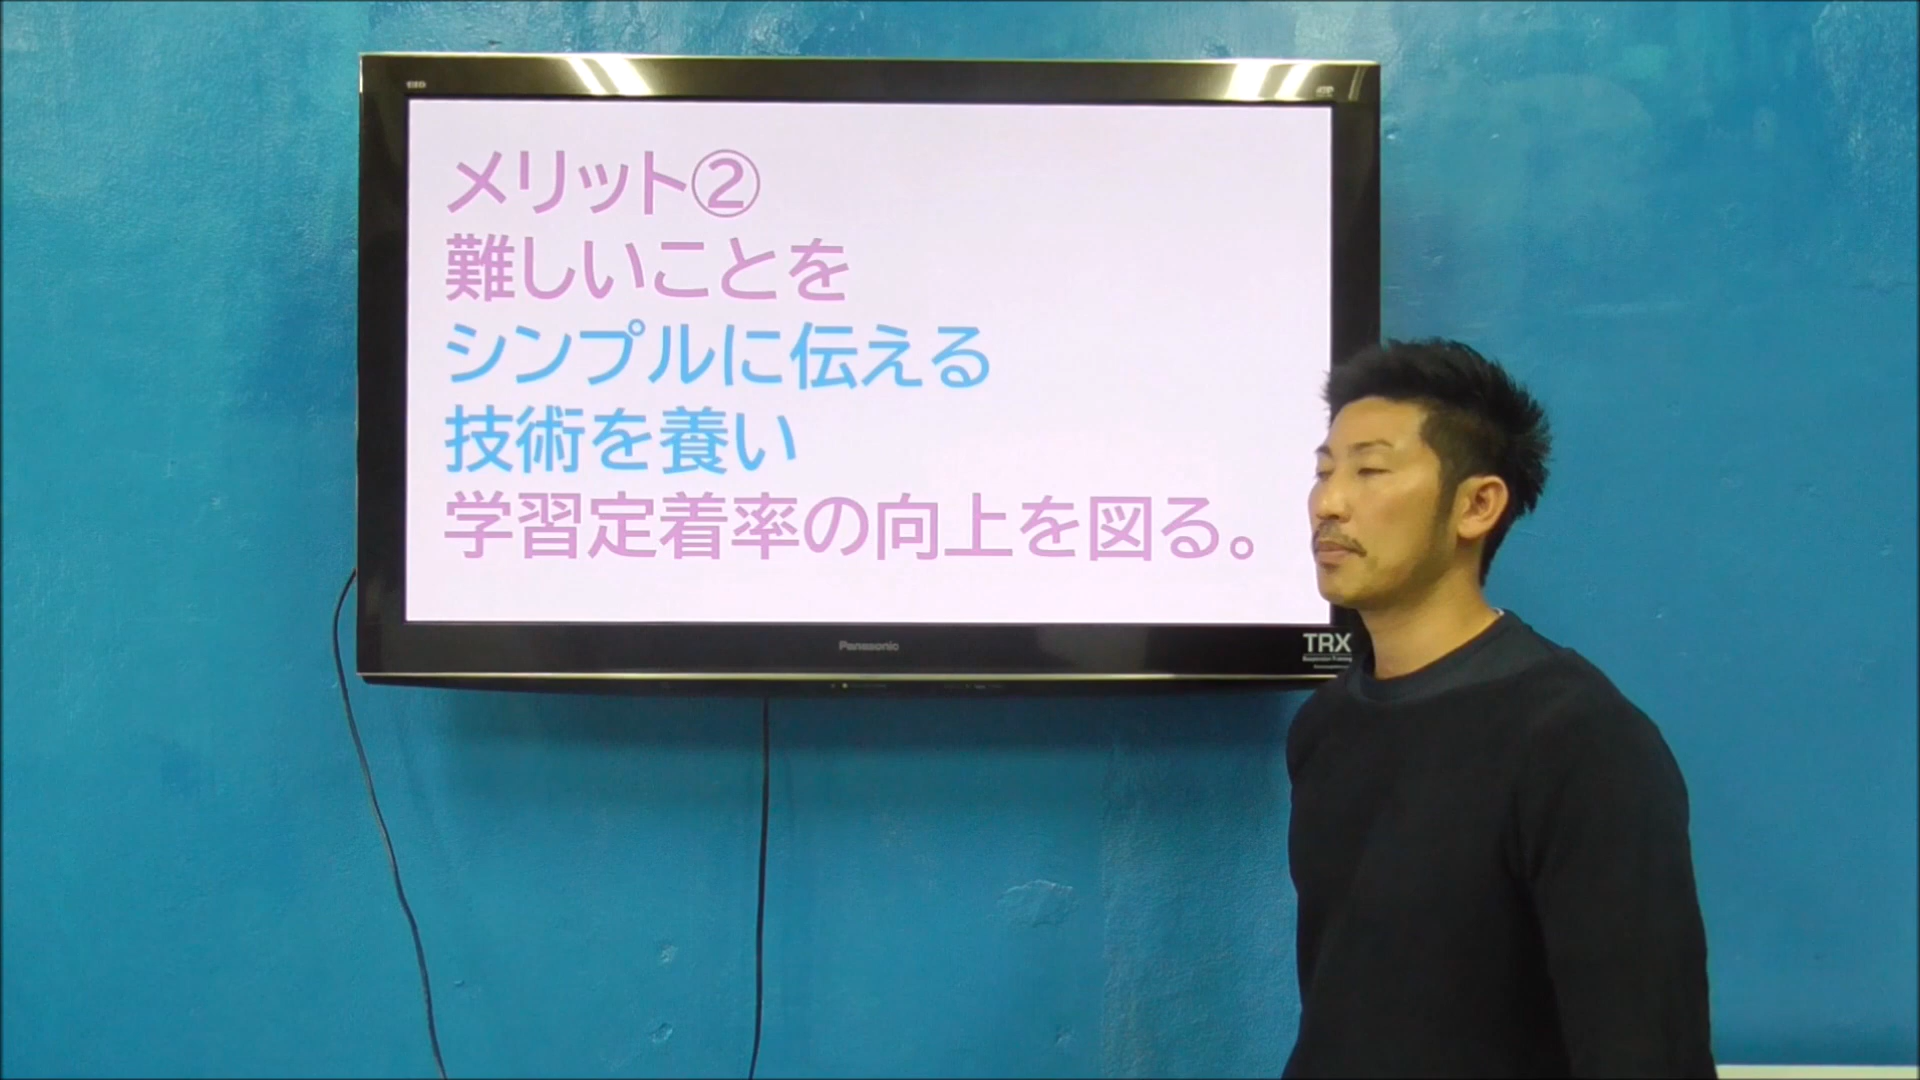 メリット②
難しいことを
シンプルに伝える
技術を養い
学習定着率の向上を図る。
Panasonic
TRX